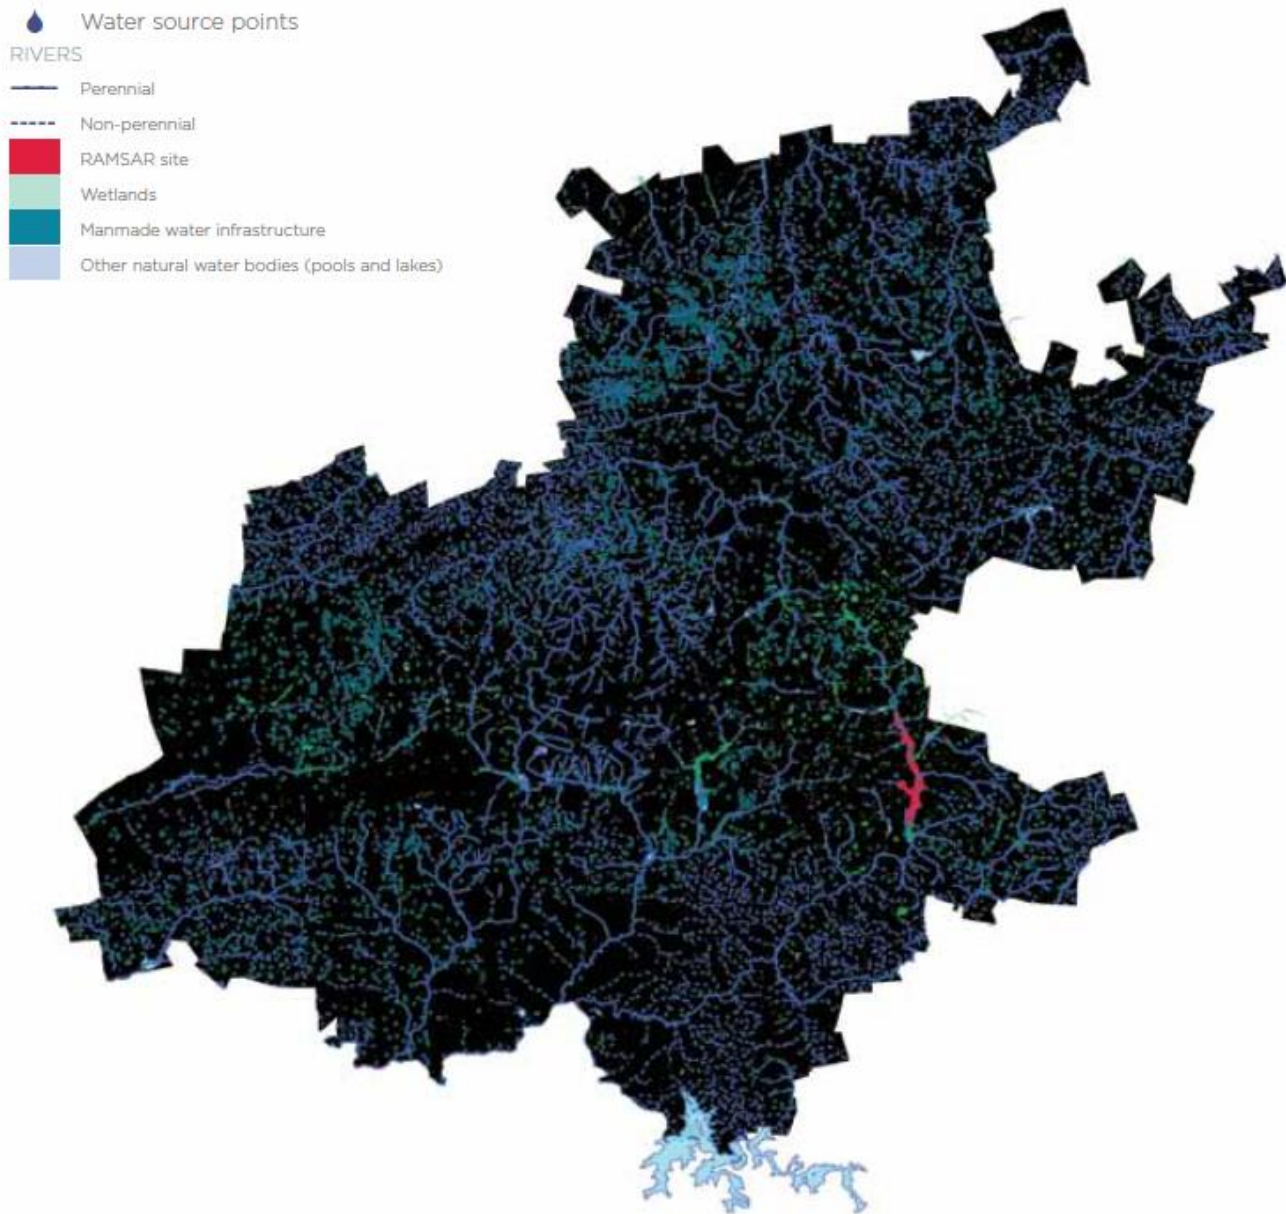 Water source points
RIVERS
Perennial
Non-perennial
RAMSAR site
Wetlands
Manmade water infrastructure
Other natural water bodies (pools and lakes)